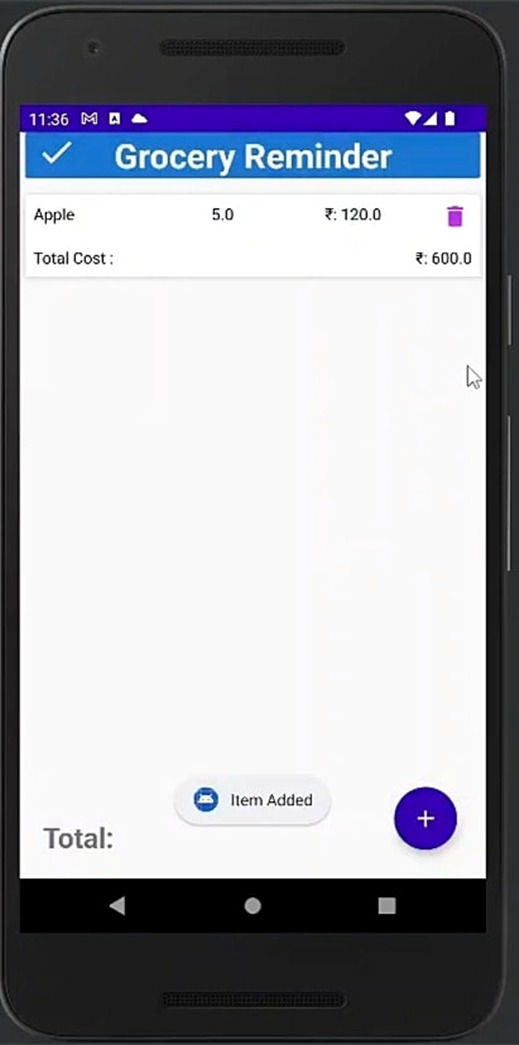 11:36
Grocery Reminder
Apple 5.0 ₹: 120.0
Total Cost : ₹: 600.0
Item Added
+
Total: